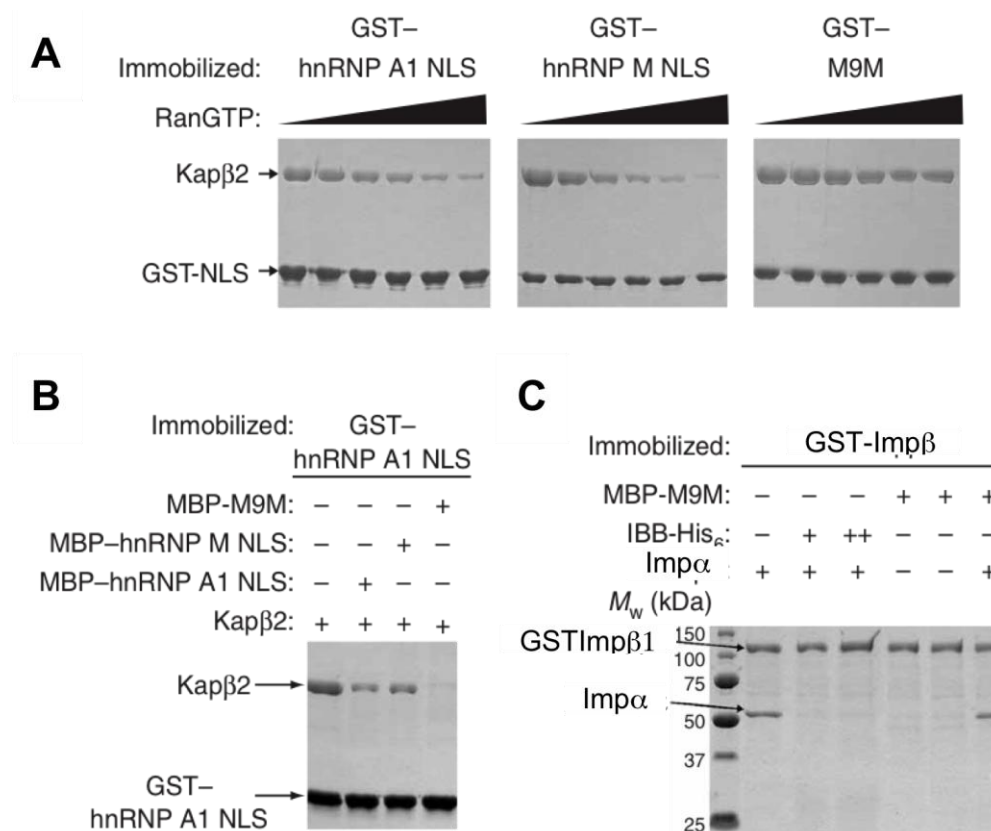 A
GST– GST– GST–
Immobilized: hnRNP A1 NLS hnRNP M NLS M9M
RanGTP:
Kapβ2
GST-NLS
B
Immobilized: GST–
hnRNP A1 NLS
MBP-M9M: – – – +
MBP–hnRNP M NLS: – – + –
MBP–hnRNP A1 NLS: – + – –
Kapβ2: + + + +
Kapβ2
GST–
hnRNP A1 NLS
C
Immobilized: GST-Impβ
MBP-M9M: – – – + + +
IBB-His6: – + ++ – – –
Impα : + + + – – +
Mw (kDa)
GSTImpβ1 150
100
75
Impα
50
37
25